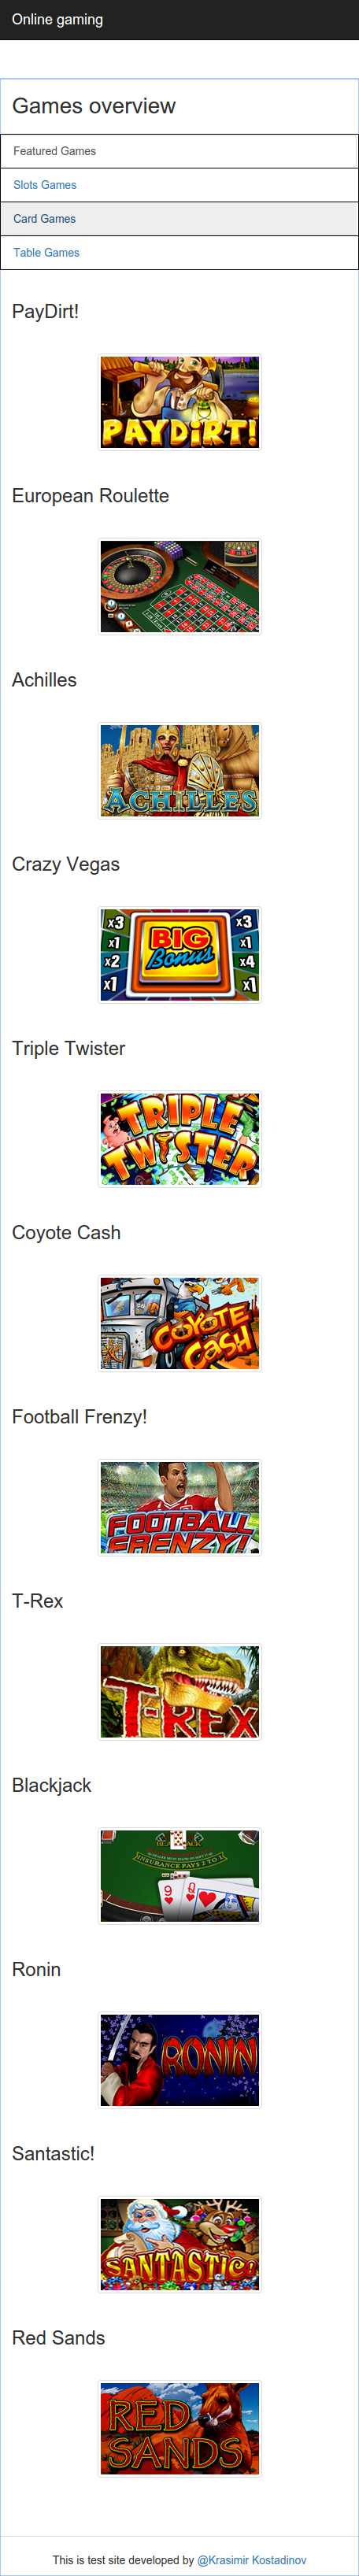 Online gaming
Games overview
Featured Games
Slots Games
Card Games
Table Games
PayDirt!
PAYDiRT!
European Roulette
Achilles
ACHILLES
Crazy Vegas
x3 BIG x3
x1 Bonus x1
x2 x4
x1 x1
Triple Twister
TRIPLE
TWISTER
Coyote Cash
COYOTE
CASH
Football Frenzy!
FOOTBALL
FRENZY!
T-Rex
T-REX
Blackjack
INSURANCE PAYS 2 TO 1
9 Q
Ronin
RONIN
Santastic!
SANTASTIC!
Red Sands
RED
SANDS
This is test site developed by @Krasimir Kostadinov